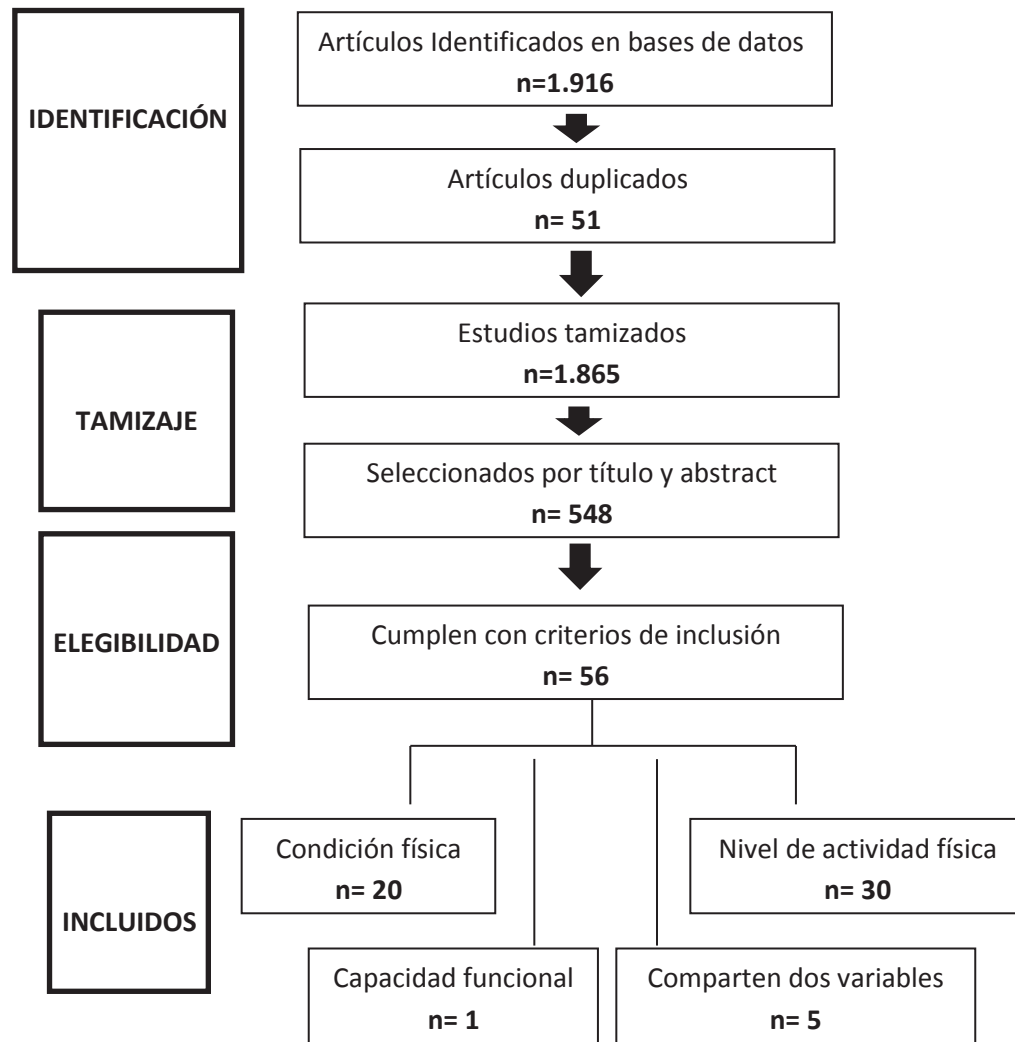 IDENTIFICACIÓN
Artículos Identificados en bases de datos
n=1.916
Artículos duplicados
n= 51
TAMIZAJE
Estudios tamizados
n=1.865
Seleccionados por título y abstract
n= 548
ELEGIBILIDAD
Cumplen con criterios de inclusión
n= 56
INCLUIDOS
Condición física
n= 20
Nivel de actividad física
n= 30
Capacidad funcional
n= 1
Comparten dos variables
n= 5